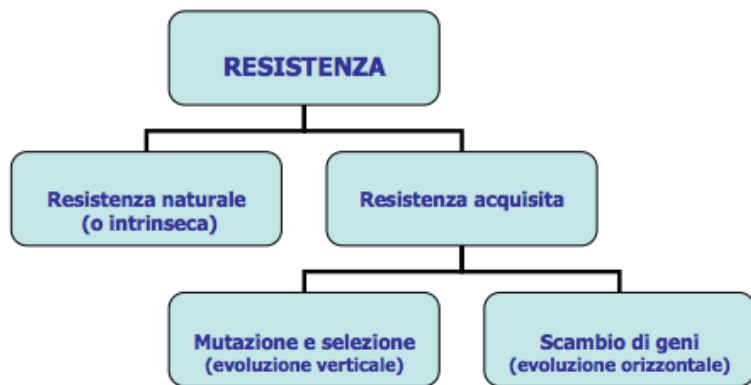 RESISTENZA
Resistenza naturale
(o intrinseca)
Resistenza acquisita
Mutazione e selezione
(evoluzione verticale)
Scambio di geni
(evoluzione orizzontale)